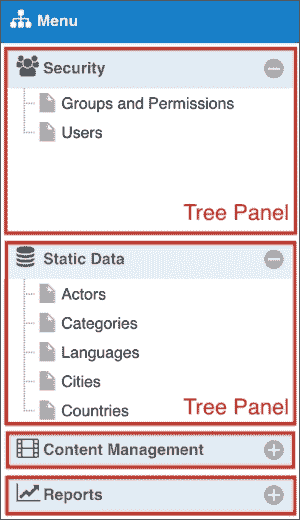 Menu
Security
Groups and Permissions
Users
Tree Panel
Static Data
Actors
Categories
Languages
Cities
Countries
Tree Panel
Content Management
Reports